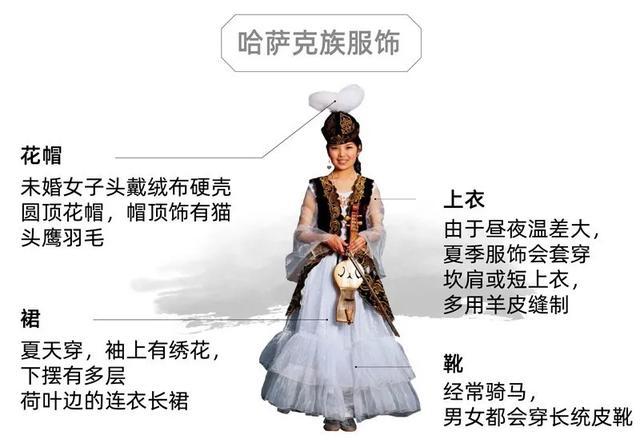 哈萨克族服饰
花帽
未婚女子头戴绒布硬壳
圆顶花帽，帽顶饰有猫
头鹰羽毛
上衣
由于昼夜温差大，
夏季服饰会套穿
坎肩或短上衣，
多用羊皮缝制
裙
夏天穿，袖上有绣花，
下摆有多层
荷叶边的连衣长裙
靴
经常骑马，
男女都会穿长统皮靴